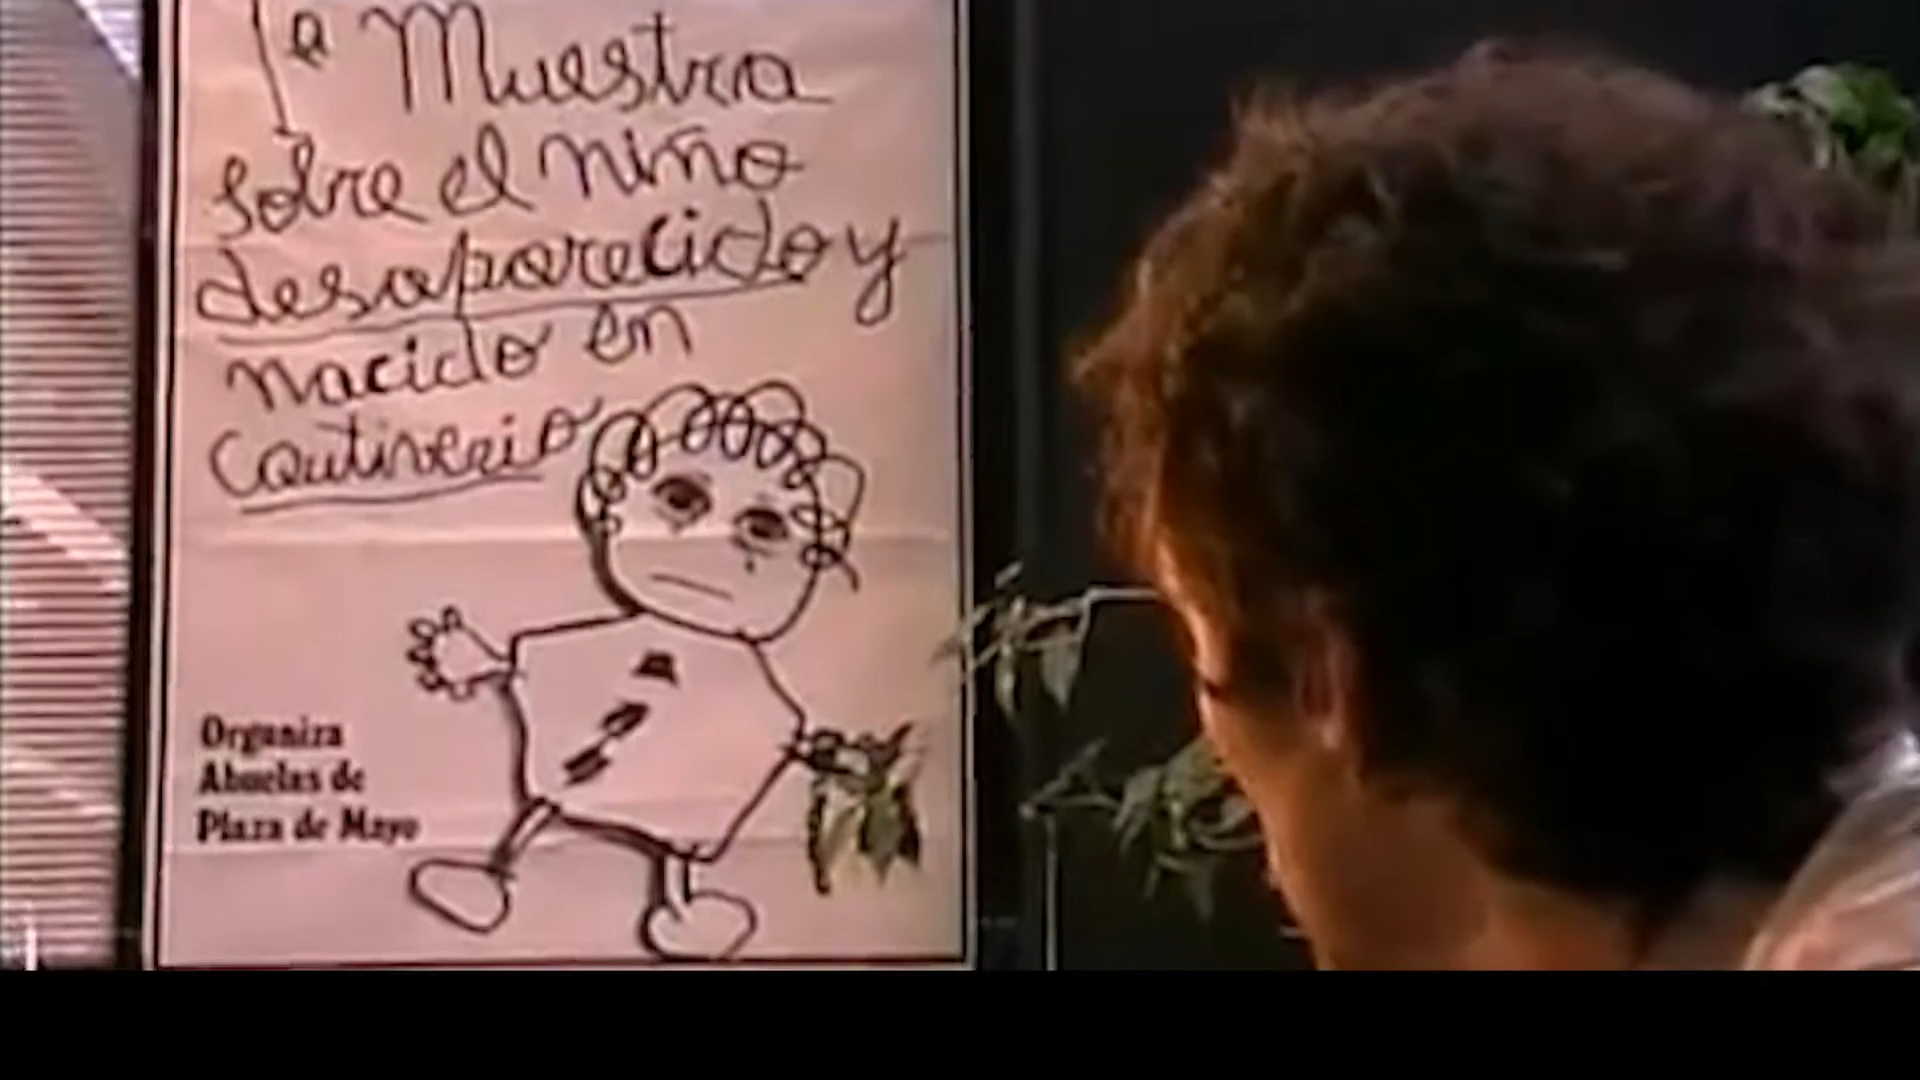 1ª Muestra
sobre el niño
desaparecido y
nacido en
cautiverio
Organiza
Abuelas de
Plaza de Mayo